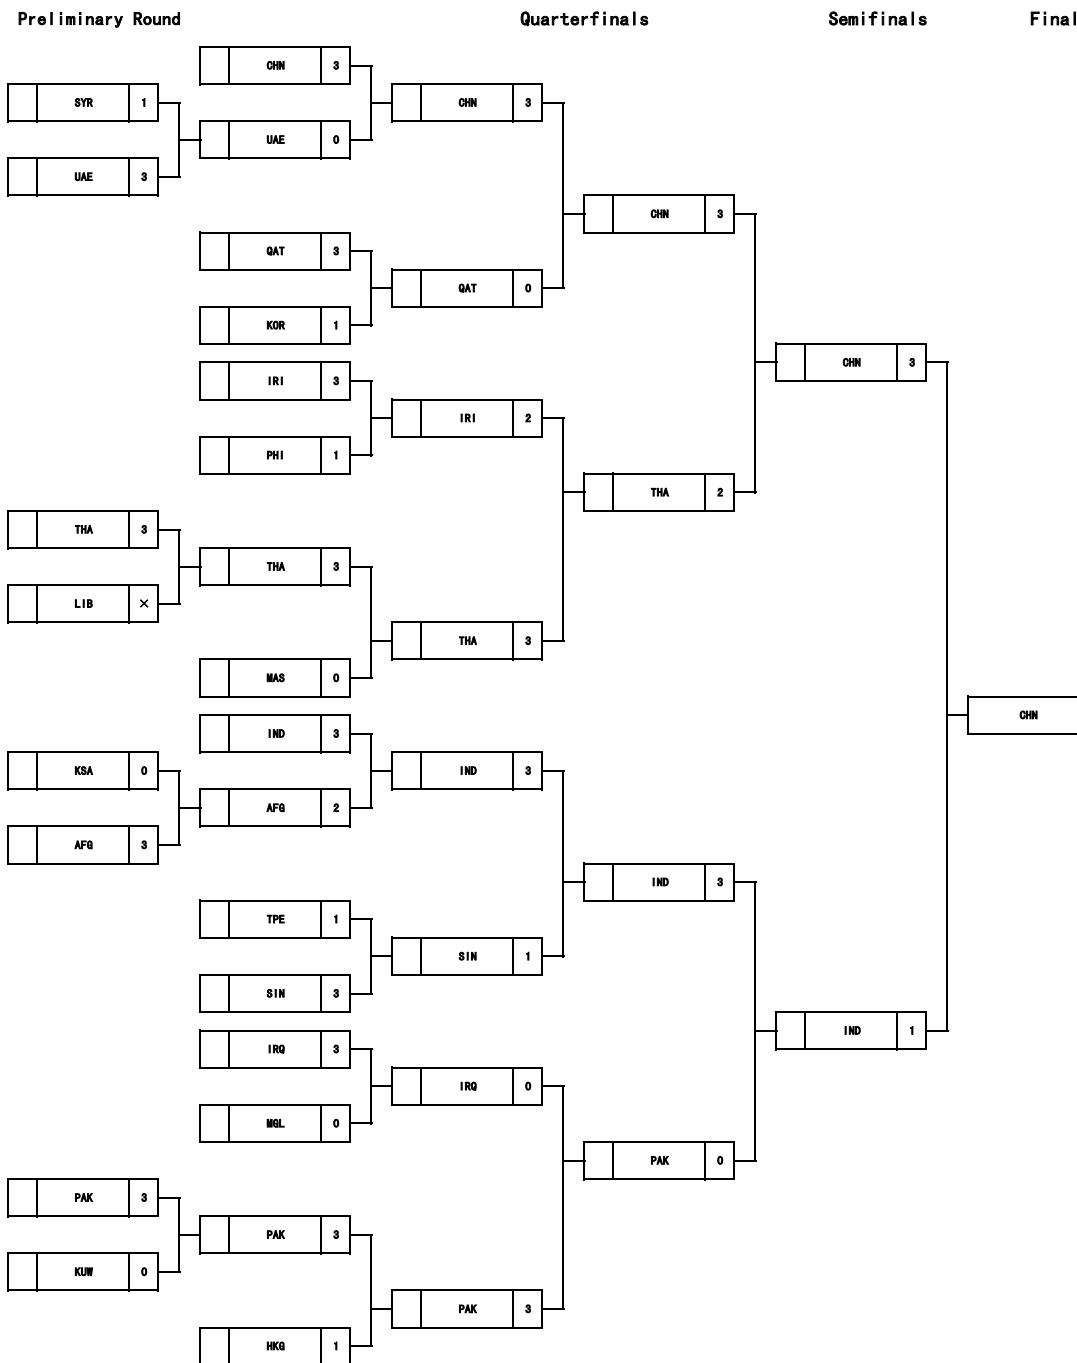 Preliminary Round Quarterfinals Semifinals Final
CHN 3
SYR 1
CHN 3
UAE 0
UAE 3
CHN 3
QAT 3
QAT 0
KOR 1
CHN 3
IRI 3
IRI 2
PHI 1
THA 2
THA 3
THA 3
LIB ×
THA 3
MAS 0
CHN
IND 3
KSA 0
IND 3
AFG 2
AFG 3
IND 3
TPE 1
SIN 1
SIN 3
IND 1
IRQ 3
IRQ 0
MGL 0
PAK 0
PAK 3
PAK 3
KUW 0
PAK 3
HKG 1